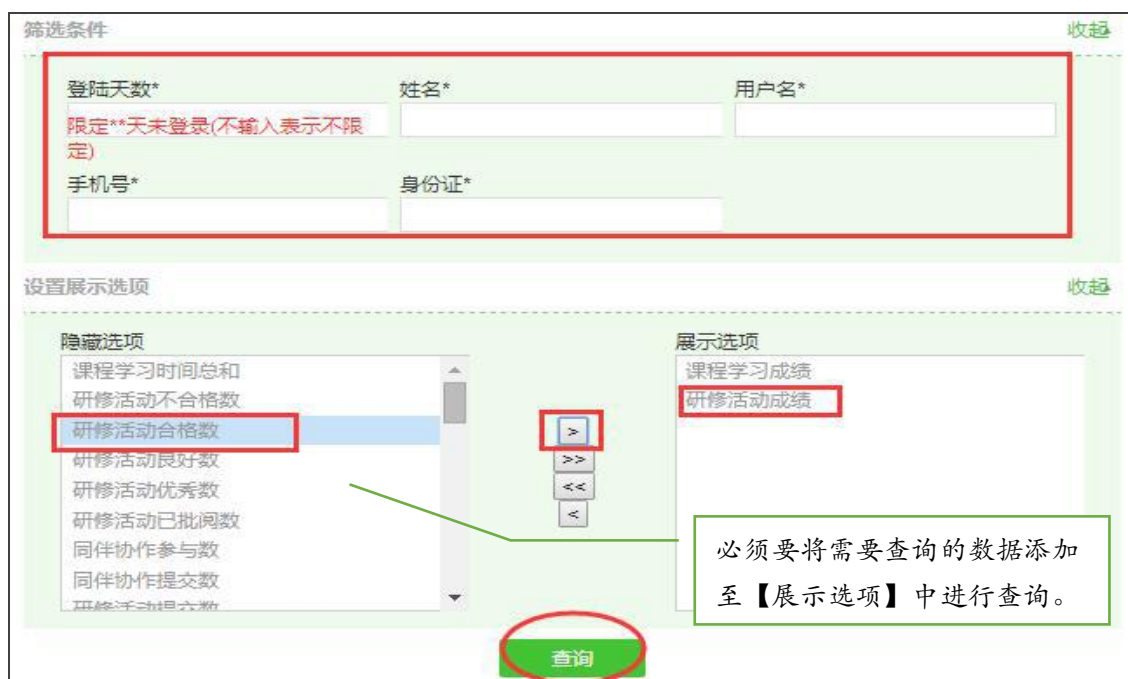 筛选条件
收起
登陆天数*
姓名*
用户名*
限定**天未登录(不输入表示不限
定)
手机号*
身份证*
设置展示选项
收起
隐藏选项
展示选项
课程学习时间总和
课程学习成绩
研修活动不合格数
研修活动成绩
研修活动合格数
>
研修活动良好数
>>
研修活动优秀数
<<
研修活动已批阅数
<
同伴协作参与数
同伴协作提交数
研修活动提交数
必须要将需要查询的数据添加
至【展示选项】中进行查询。
查询